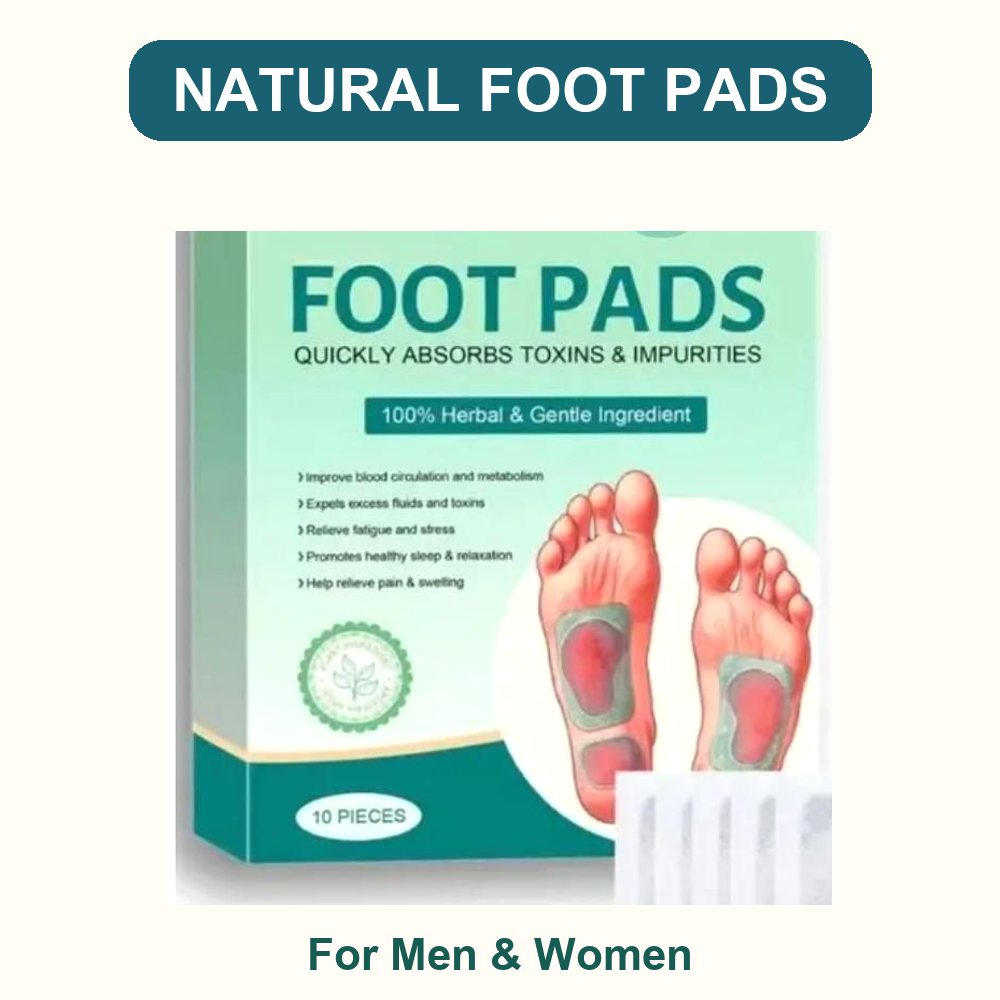 NATURAL FOOT PADS
FOOT PADS
QUICKLY ABSORBS TOXINS & IMPURITIES
100% Herbal & Gentle Ingredient
Improve blood circulation and metabolism
Expels excess fluids and toxins
Relieve fatigue and stress
Promotes healthy sleep & relaxation
Help relieve pain & swelling
10 PIECES
For Men & Women